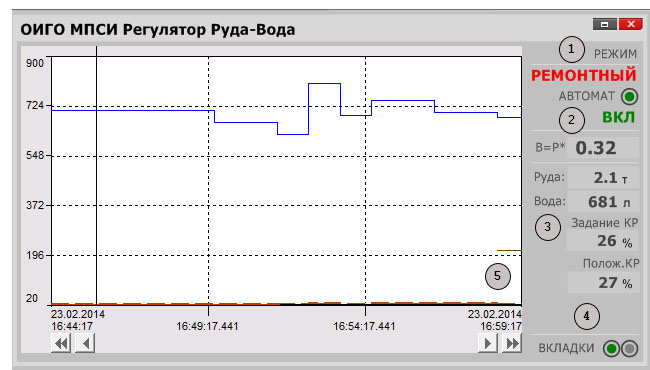 ОИГО МПСИ Регулятор Руда-Вода
1
РЕЖИМ
РЕМОНТНЫЙ
АВТОМАТ
2
ВКЛ
В=Р* 0.32
Руда: 2.1 т
Вода: 681 л
3
Задание КР
26 %
Полож.КР
27 %
4
ВКЛАДКИ
900
724
548
372
196
20
5
23.02.2014 23.02.2014
16:44:17 16:49:17.441 16:54:17.441 16:59:17